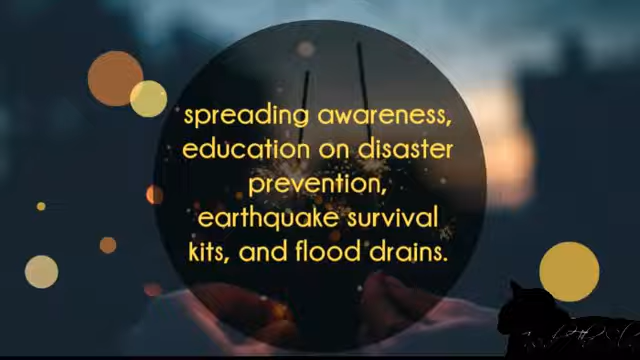 spreading awareness,
education on disaster
prevention,
earthquake survival
kits, and flood drains.